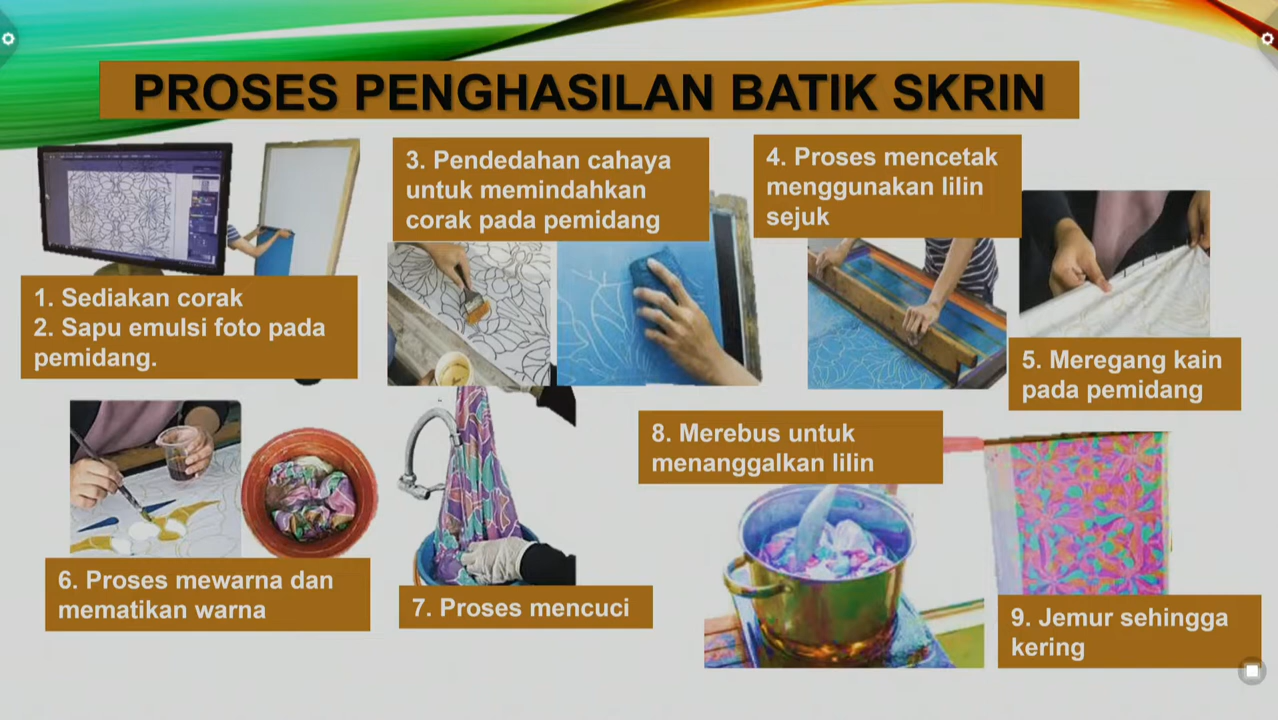 PROSES PENGHASILAN BATIK SKRIN
1. Sediakan corak
2. Sapu emulsi foto pada
pemidang.
3. Pendedahan cahaya
untuk memindahkan
corak pada pemidang
4. Proses mencetak
menggunakan lilin
sejuk
5. Meregang kain
pada pemidang
6. Proses mewarna dan
mematikan warna
7. Proses mencuci
8. Merebus untuk
menanggalkan lilin
9. Jemur sehingga
kering